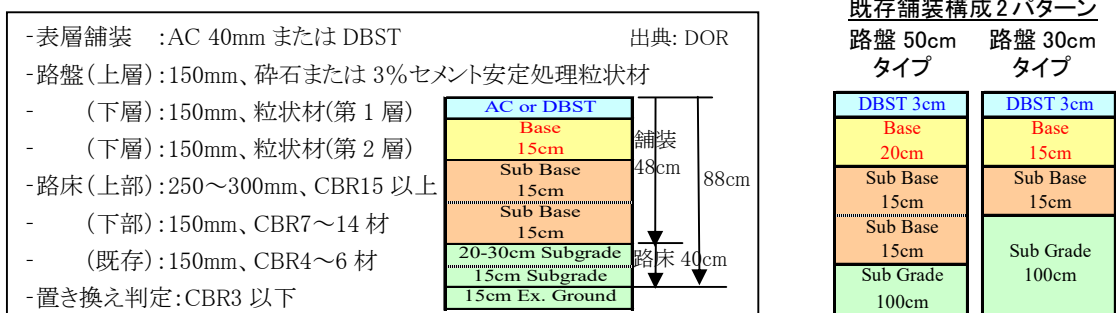 -表層舗装　:AC 40mm または DBST　出典: DOR
-路盤(上層):150mm、砕石または 3%セメント安定処理粒状材
-　(下層):150mm、粒状材(第 1 層)
-　(下層):150mm、粒状材(第 2 層)
-路床(上部):250～300mm、CBR15 以上
-　(下部):150mm、CBR7～14 材
-　(既存):150mm、CBR4～6 材
-置き換え判定:CBR3 以下
AC or DBST
Base
15cm
Sub Base
15cm
Sub Base
15cm
20-30cm Subgrade
15cm Subgrade
15cm Ex. Ground
舗装
48cm
88cm
路床 40cm
既存舗装構成 2 パターン
路盤 50cm
タイプ
DBST 3cm
Base
20cm
Sub Base
15cm
Sub Base
15cm
Sub Grade
100cm
路盤 30cm
タイプ
DBST 3cm
Base
15cm
Sub Base
15cm
Sub Grade
100cm